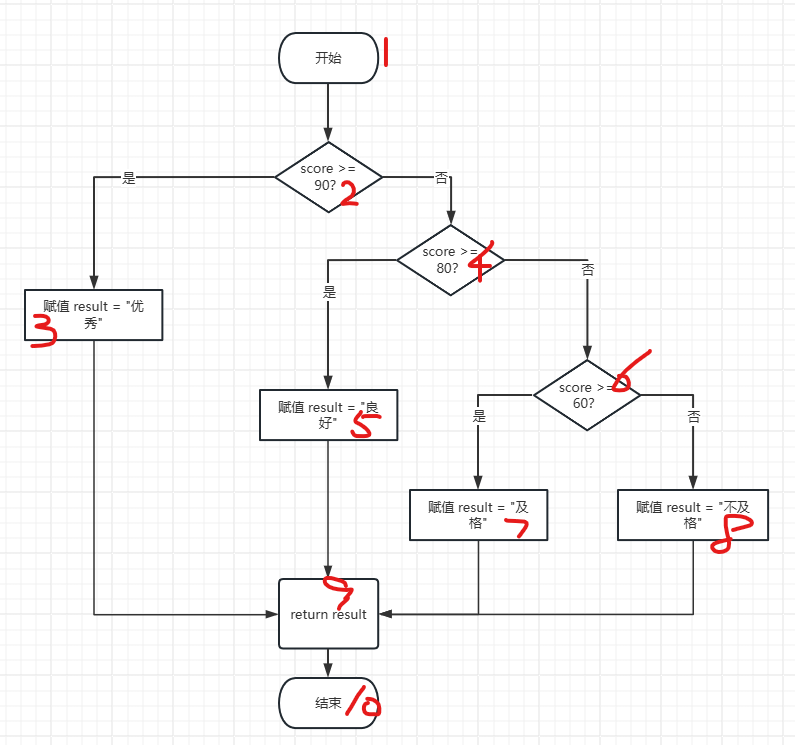 开始
1
score >=
90?
2
是
否
score >=
80?
4
是
否
赋值 result = "优
秀"
3
score >=
60?
6
是
否
赋值 result = "良
好"
5
赋值 result = "及
格"
7
赋值 result = "不及
格"
8
9
return result
结束
10